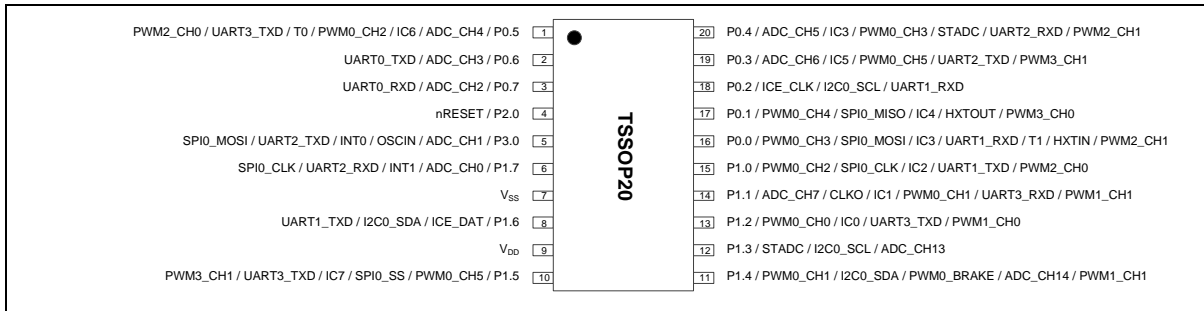 PWM2_CH0 / UART3_TXD / T0 / PWM0_CH2 / IC6 / ADC_CH4 / P0.5 1
UART0_TXD / ADC_CH3 / P0.6 2
UART0_RXD / ADC_CH2 / P0.7 3
nRESET / P2.0 4
SPI0_MOSI / UART2_TXD / INT0 / OSCIN / ADC_CH1 / P3.0 5
SPI0_CLK / UART2_RXD / INT1 / ADC_CH0 / P1.7 6
VSS 7
UART1_TXD / I2C0_SDA / ICE_DAT / P1.6 8
VDD 9
PWM3_CH1 / UART3_TXD / IC7 / SPI0_SS / PWM0_CH5 / P1.5 10
TSSOP20
20 P0.4 / ADC_CH5 / IC3 / PWM0_CH3 / STADC / UART2_RXD / PWM2_CH1
19 P0.3 / ADC_CH6 / IC5 / PWM0_CH5 / UART2_TXD / PWM3_CH1
18 P0.2 / ICE_CLK / I2C0_SCL / UART1_RXD
17 P0.1 / PWM0_CH4 / SPI0_MISO / IC4 / HXTOUT / PWM3_CH0
16 P0.0 / PWM0_CH3 / SPI0_MOSI / IC3 / UART1_RXD / T1 / HXTIN / PWM2_CH1
15 P1.0 / PWM0_CH2 / SPI0_CLK / IC2 / UART1_TXD / PWM2_CH0
14 P1.1 / ADC_CH7 / CLKO / IC1 / PWM0_CH1 / UART3_RXD / PWM1_CH1
13 P1.2 / PWM0_CH0 / IC0 / UART3_TXD / PWM1_CH0
12 P1.3 / STADC / I2C0_SCL / ADC_CH13
11 P1.4 / PWM0_CH1 / I2C0_SDA / PWM0_BRAKE / ADC_CH14 / PWM1_CH1